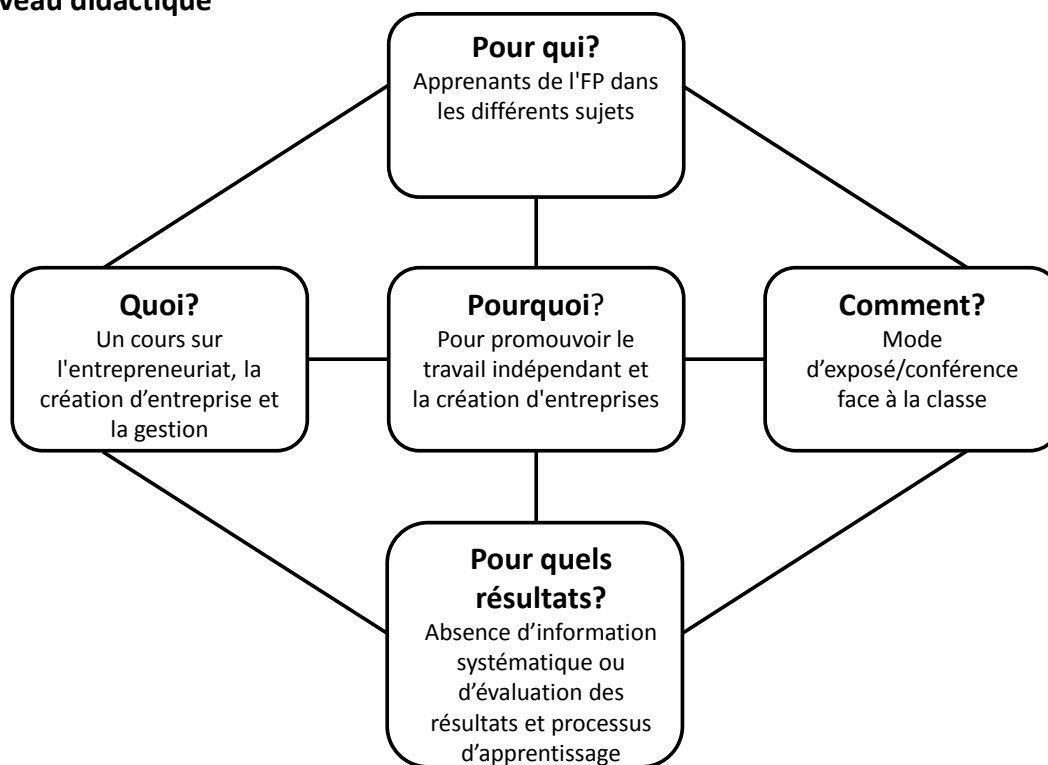 veau didactique
Pour qui?
Apprenants de l'FP dans
les différents sujets
Quoi?
Un cours sur
l'entrepreneuriat, la
création d’entreprise et
la gestion
Pourquoi?
Pour promouvoir le
travail indépendant et
la création d'entreprises
Comment?
Mode
d’exposé/conférence
face à la classe
Pour quels
résultats?
Absence d’information
systématique ou
d’évaluation des
résultats et processus
d’apprentissage